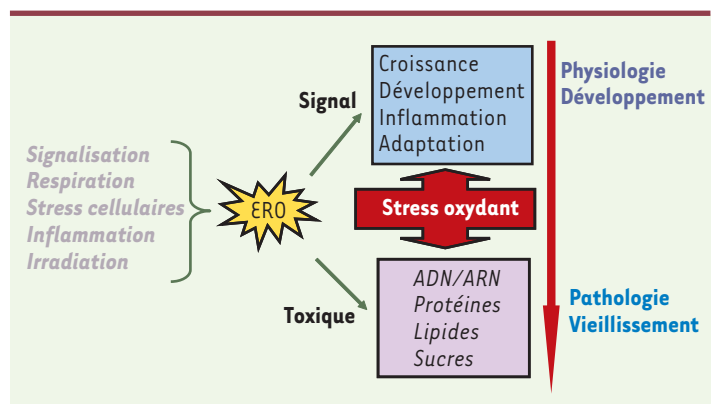 Signalisation
Respiration
Stress cellulaires
Inflammation
Irradiation
ERO
Signal
Toxique
Croissance
Développement
Inflammation
Adaptation
Stress oxydant
ADN/ARN
Protéines
Lipides
Sucres
Physiologie
Développement
Pathologie
Vieillissement